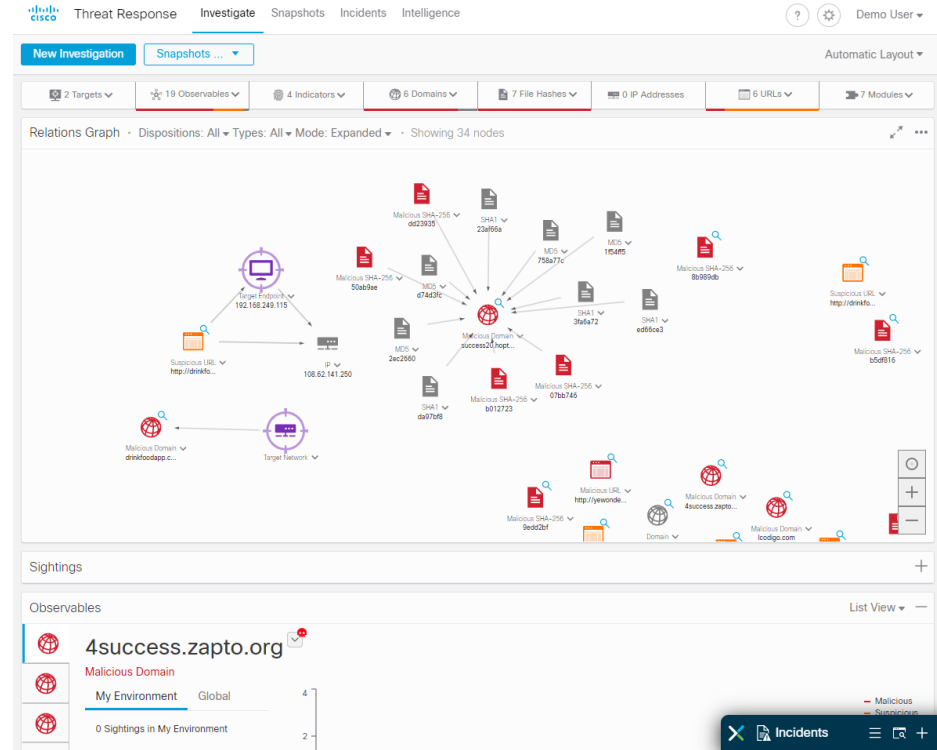 cisco Threat Response Investigate Snapshots Incidents Intelligence ? Demo User
New Investigation Snapshots ... Automatic Layout
2 Targets 19 Observables 4 Indicators 6 Domains 7 File Hashes 0 IP Addresses 6 URLs 7 Modules
Relations Graph · Dispositions: All Types: All Mode: Expanded · Showing 34 nodes
Malicious SHA-256
dd23935
SHA1
23af66a
MD5
758a77c
MD5
1f54ff5
Malicious SHA-256
8b989db
Malicious SHA-256
50ab9ae
MD5
d74d3fc
Target Endpoint
192.168.249.115
SHA1
3fa6a72
SHA1
ed66ce3
Suspicious URL
http://drinkfo...
Malicious Domain
success20.hopt...
MD5
2ec2660
Malicious SHA-256
b5df816
Suspicious URL
http://drinkfo...
IP
108.62.141.250
Malicious SHA-256
07bb746
Malicious SHA-256
b012723
SHA1
da97bf8
Malicious Domain
drinkfoodapp.c...
Target Network
Malicious URL
http://yewonde...
Malicious Domain
4success.zapto...
Malicious SHA-256
9edd2bf
Domain
Malicious Domain
lcodigo.com
Sightings
Observables List View
4success.zapto.org
Malicious Domain
My Environment Global
4
Malicious
Suspicious
0 Sightings in My Environment
2
Incidents